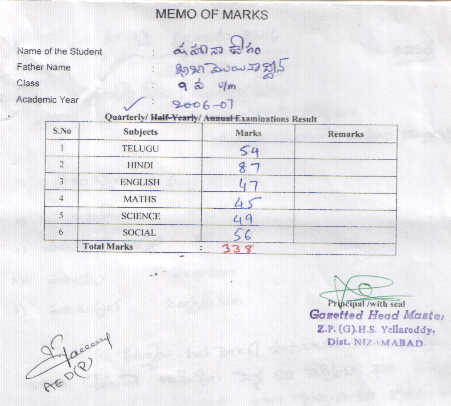 MEMO OF MARKS
Name of the Student :
Father Name :
Class : 9 వ
Academic Year : 2006-07
Quarterly/ Half-Yearly/ Annual Examinations Result
S.No Subjects Marks Remarks
1 TELUGU 54
2 HINDI 87
3 ENGLISH 47
4 MATHS 45
5 SCIENCE 49
6 SOCIAL 56
Total Marks : 338
Principal /with seal
Gazetted Head Master
Z.P. (G).H.S. Yellareddy,
Dist. NIZAMABAD